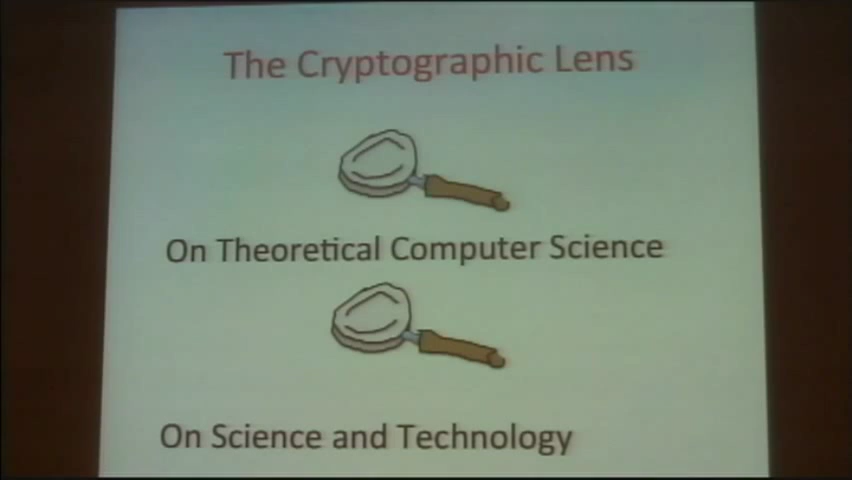 The Cryptographic Lens
On Theoretical Computer Science
On Science and Technology